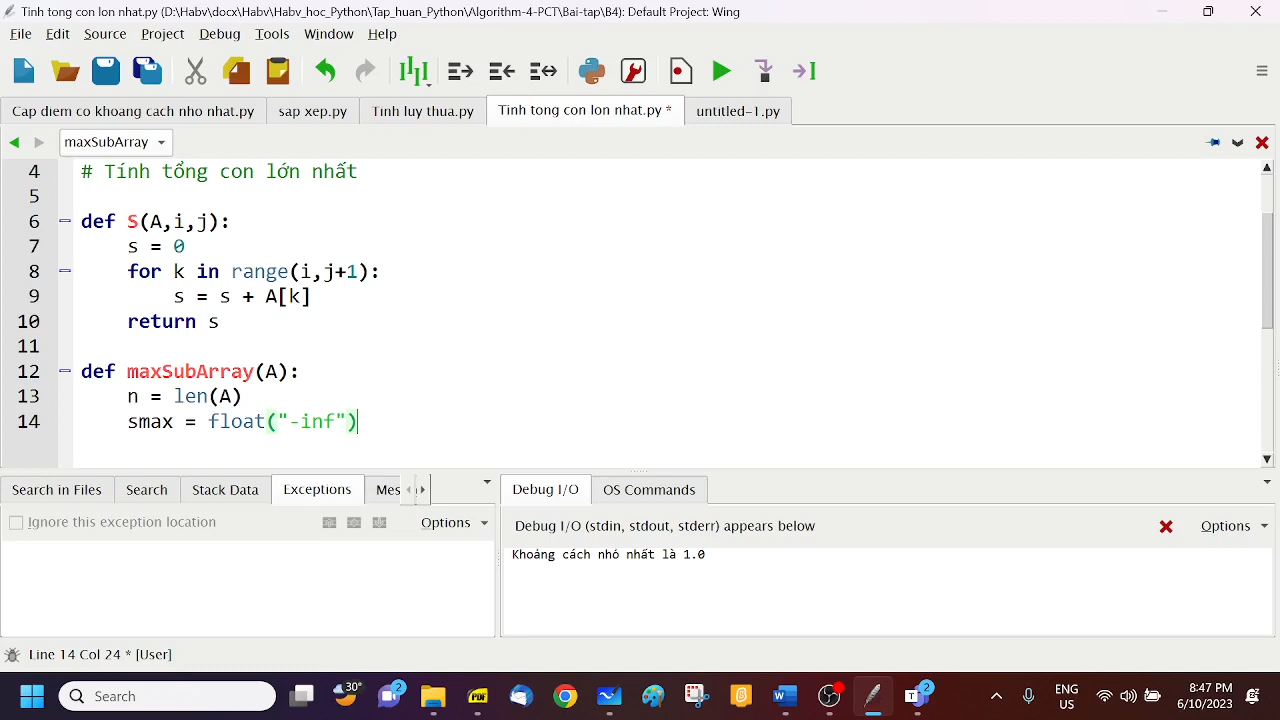 Tinh tong con lon nhat.py (D:\Habv\docx\Habv\Habv_hoc_Python\Tap_huan_Python\Algorithm-4-PCT\Bai-tap\B4): Default Project: Wing
File Edit Source Project Debug Tools Window Help
Cap diem co khoang cach nho nhat.py sap xep.py Tinh luy thua.py Tinh tong con lon nhat.py * untitled-1.py
maxSubArray
4 # Tính tổng con lớn nhất
5
6 def S(A,i,j):
7 s = 0
8 for k in range(i,j+1):
9 s = s + A[k]
10 return s
11
12 def maxSubArray(A):
13 n = len(A)
14 smax = float("-inf")
Search in Files Search Stack Data Exceptions Mes Debug I/O OS Commands
Ignore this exception location Options Debug I/O (stdin, stdout, stderr) appears below Options
Khoảng cách nhỏ nhất là 1.0
Line 14 Col 24 * [User]
Search 30° 2 PDF 2 ENG US 8:47 PM 6/10/2023